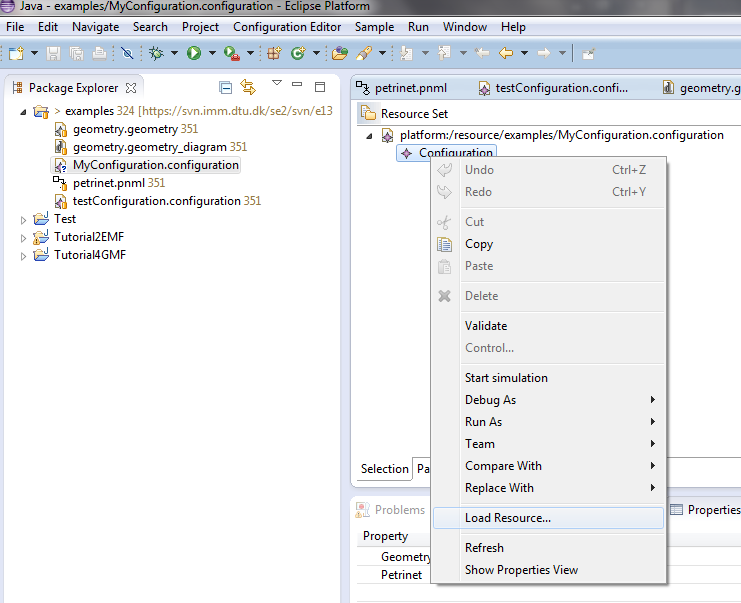 Java - examples/MyConfiguration.configuration - Eclipse Platform
File Edit Navigate Search Project Configuration Editor Sample Run Window Help
Package Explorer
> examples 324 [https://svn.imm.dtu.dk/se2/svn/e13
geometry.geometry 351
geometry.geometry_diagram 351
MyConfiguration.configuration
petrinet.pnml 351
testConfiguration.configuration 351
Test
Tutorial2EMF
Tutorial4GMF
petrinet.pnml testConfiguration.confi... geometry.g
Resource Set
platform:/resource/examples/MyConfiguration.configuration
Configuration
Undo Ctrl+Z
Redo Ctrl+Y
Cut
Copy
Paste
Delete
Validate
Control...
Start simulation
Debug As
Run As
Team
Compare With
Replace With
Load Resource...
Refresh
Show Properties View
Selection Pa
Problems Properties
Property
Geometry
Petrinet